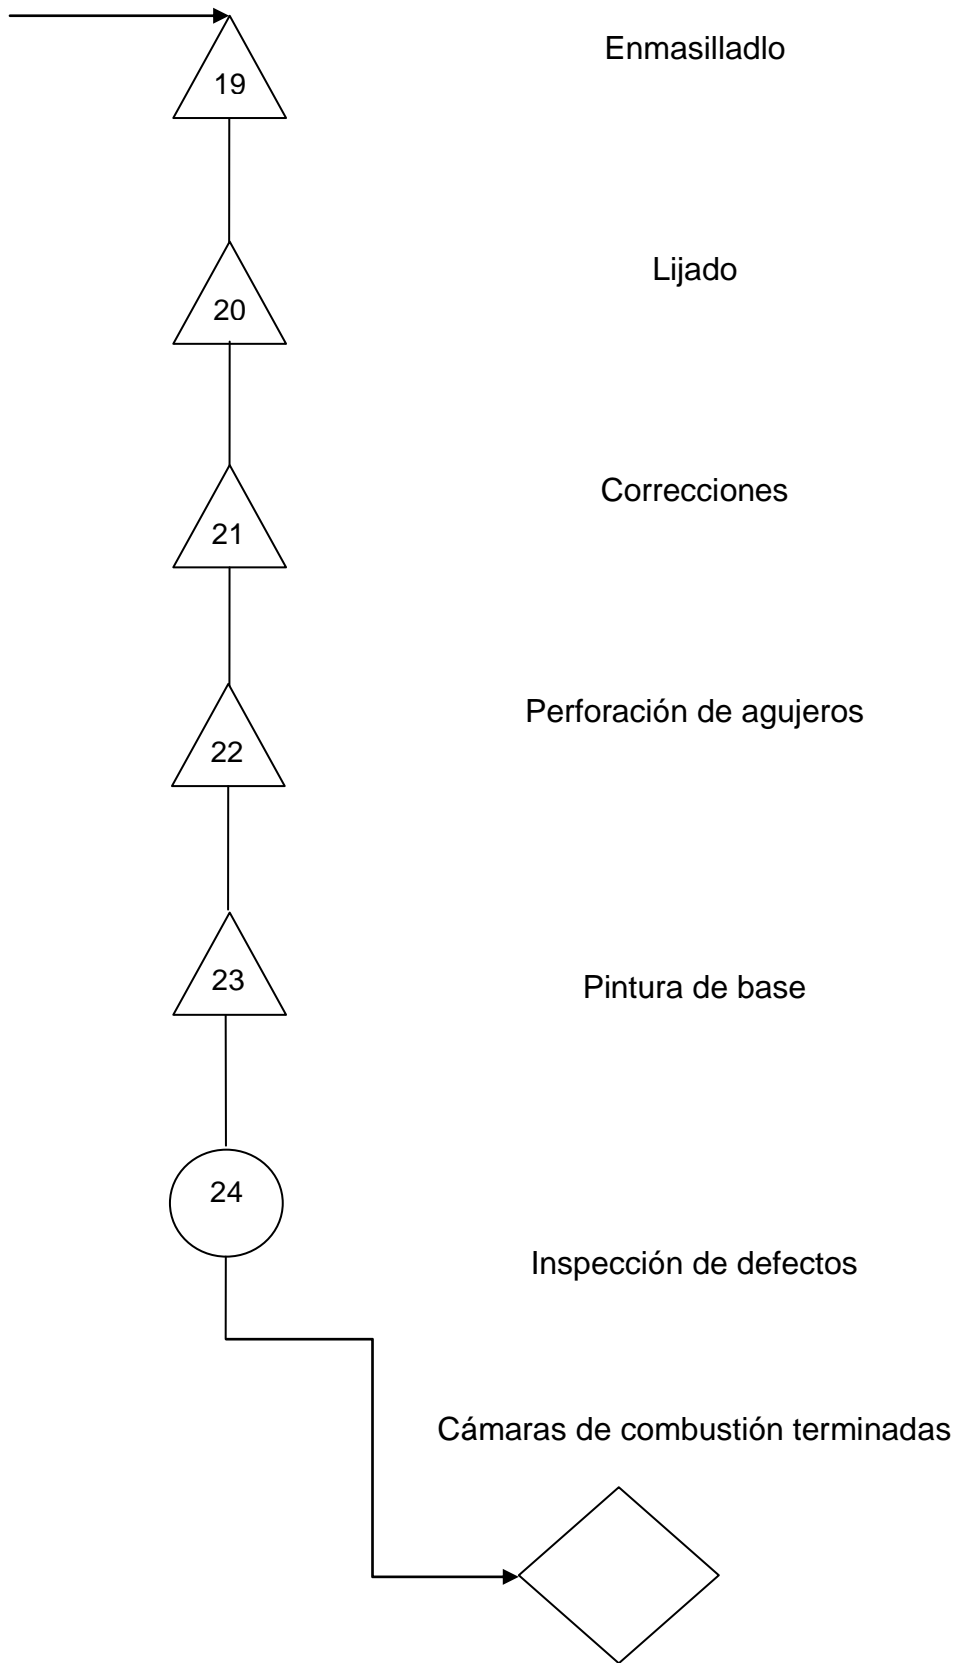 Enmasilladlo
19
Lijado
20
Correcciones
21
Perforación de agujeros
22
Pintura de base
23
24
Inspección de defectos
Cámaras de combustión terminadas